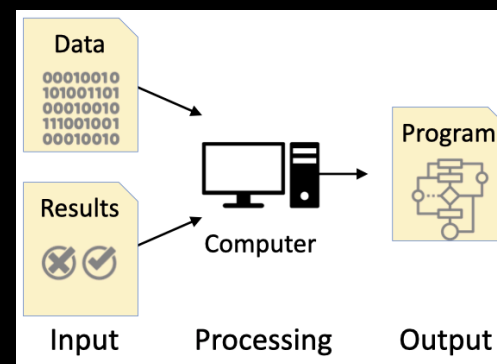 Data
00010010
101001101
00010010
111001001
00010010
Results
Computer
Program
Input
Processing
Output